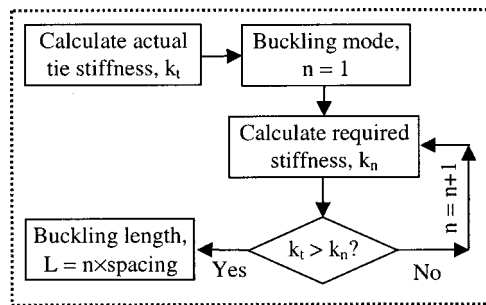 Calculate actual
tie stiffness, kt
Buckling mode,
n = 1
Calculate required
stiffness, kn
n = n+1
kt > kn?
Yes
No
Buckling length,
L = n×spacing